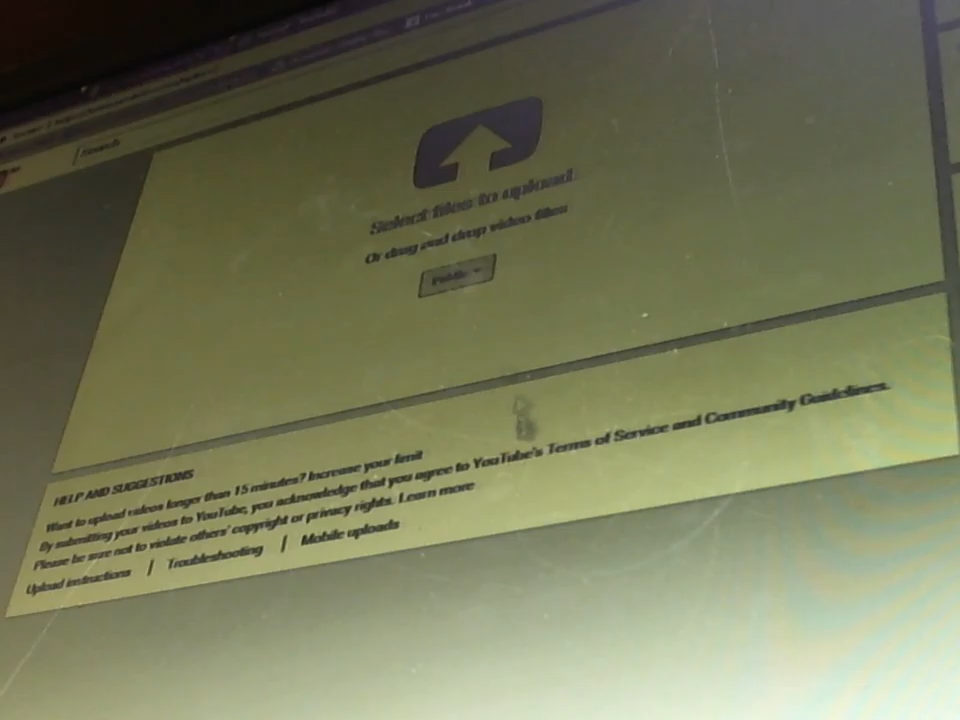 Search
Select files to upload
Or drag and drop video files
Public
HELP AND SUGGESTIONS
Want to upload videos longer than 15 minutes? Increase your limit
By submitting your videos to YouTube, you acknowledge that you agree to YouTube's Terms of Service and Community Guidelines.
Please be sure not to violate others' copyright or privacy rights. Learn more
Upload instructions | Troubleshooting | Mobile uploads